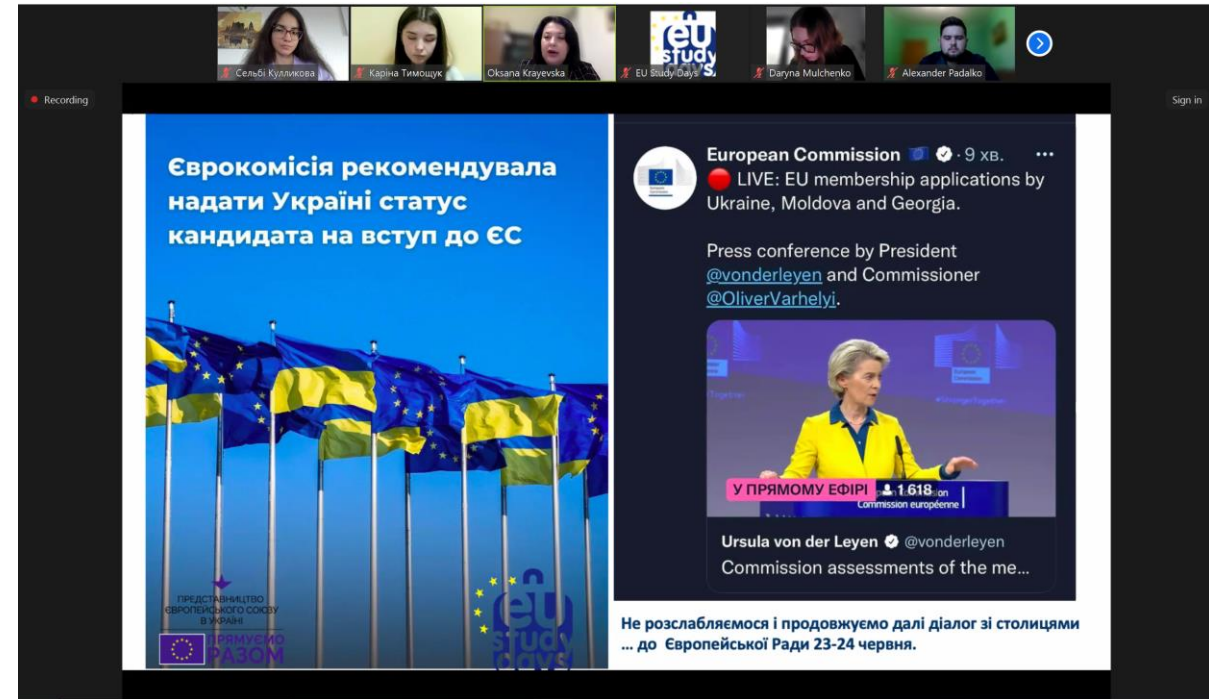 eu
study
days
Сельбі Кулликова
Каріна Тимощук
Oksana Krayevska
EU Study Days
Daryna Mulchenko
Alexander Padalko
Recording
Sign in
Єврокомісія рекомендувала
надати Україні статус
кандидата на вступ до ЄС
ПРЕДСТАВНИЦТВО
ЄВРОПЕЙСЬКОГО СОЮЗУ
В УКРАЇНІ
ПРЯМУЄМО
РАЗОМ
eu
study
days
European Commission · 9 хв.
LIVE: EU membership applications by
Ukraine, Moldova and Georgia.
Press conference by President
@vonderleyen and Commissioner
@OliverVarhelyi.
У ПРЯМОМУ ЕФІРІ 1 618
Commission européenne
Ursula von der Leyen @vonderleyen
Commission assessments of the me...
Не розслабляємося і продовжуємо далі діалог зі столицями
... до Європейської Ради 23-24 червня.